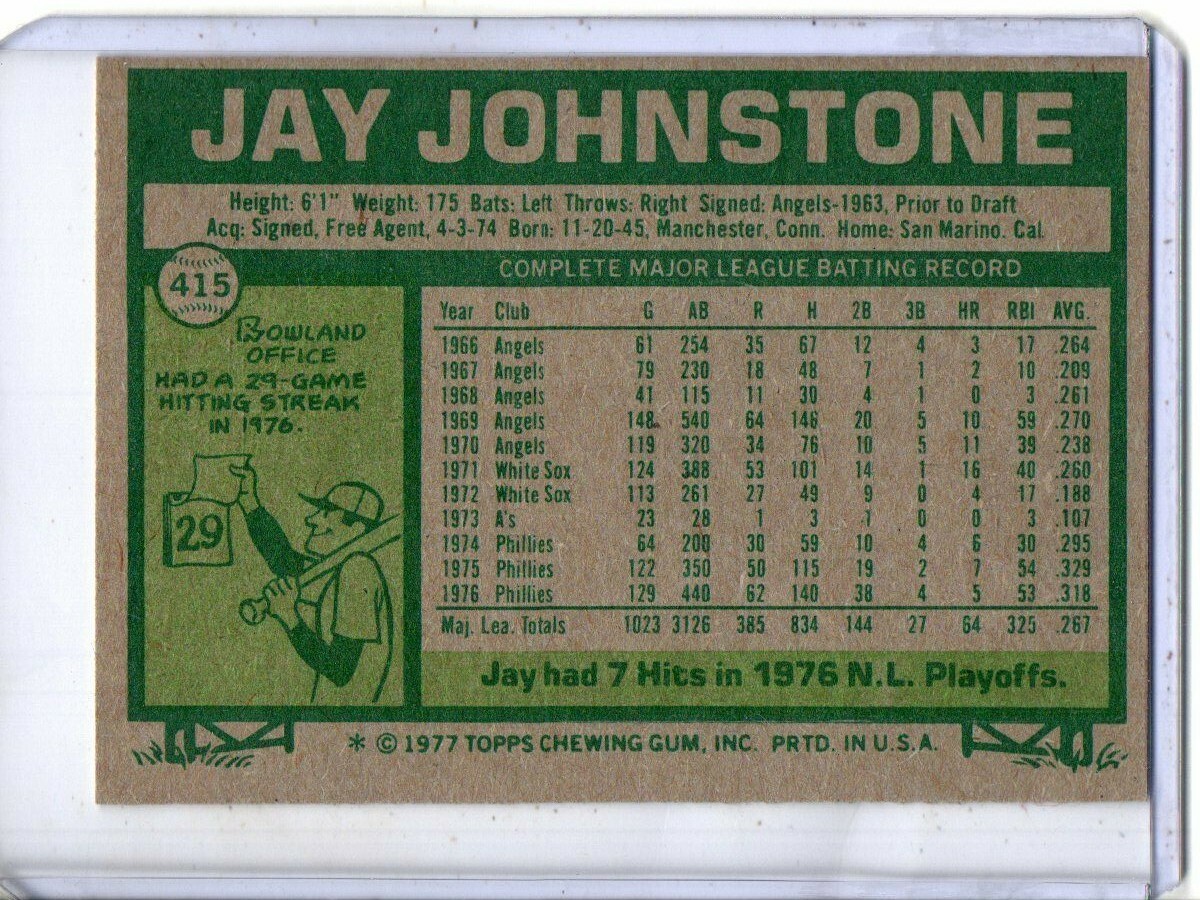 JAY JOHNSTONE
Height: 6'1" Weight: 175 Bats: Left Throws: Right Signed: Angels-1963, Prior to Draft
Acq: Signed, Free Agent, 4-3-74 Born: 11-20-45, Manchester, Conn. Home: San Marino. Cal.
415
BOWLAND
OFFICE
HAD A 29-GAME
HITTING STREAK
IN 1976.
29
COMPLETE MAJOR LEAGUE BATTING RECORD
Year Club G AB R H 2B 3B HR RBI AVG.
1966 Angels 61 254 35 67 12 4 3 17 .264
1967 Angels 79 230 18 48 7 1 2 10 .209
1968 Angels 41 115 11 30 4 1 0 3 .261
1969 Angels 148 540 64 146 20 5 10 59 .270
1970 Angels 119 320 34 76 10 5 11 39 .238
1971 White Sox 124 388 53 101 14 1 16 40 .260
1972 White Sox 113 261 27 49 9 0 4 17 .188
1973 A's 23 28 1 3 1 0 0 3 .107
1974 Phillies 64 200 30 59 10 4 6 30 .295
1975 Phillies 122 350 50 115 19 2 7 54 .329
1976 Phillies 129 440 62 140 38 4 5 53 .318
Maj. Lea. Totals 1023 3126 385 834 144 27 64 325 .267
Jay had 7 Hits in 1976 N.L. Playoffs.
* © 1977 TOPPS CHEWING GUM, INC. PRTD. IN U.S.A.